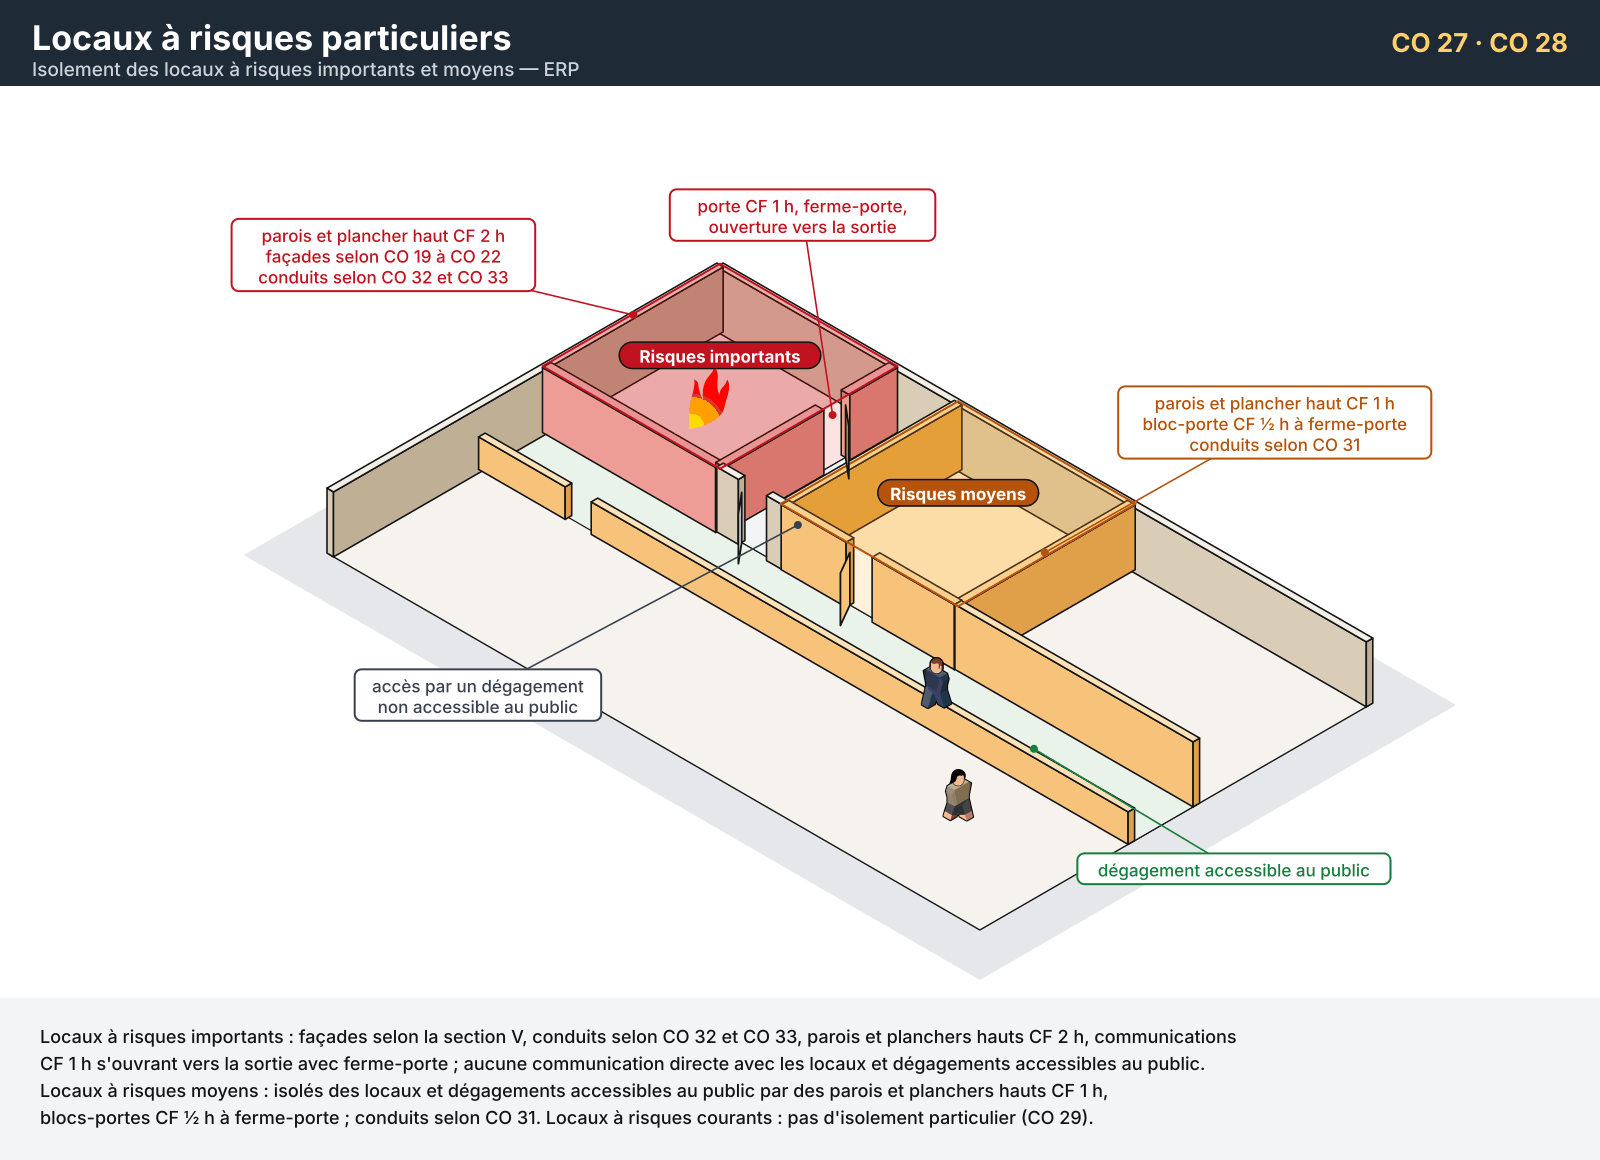 Locaux à risques particuliers
Isolement des locaux à risques importants et moyens — ERP
CO 27 · CO 28
porte CF 1 h, ferme-porte,
ouverture vers la sortie
parois et plancher haut CF 2 h
façades selon CO 19 à CO 22
conduits selon CO 32 et CO 33
Risques importants
parois et plancher haut CF 1 h
bloc-porte CF ½ h à ferme-porte
conduits selon CO 31
Risques moyens
accès par un dégagement
non accessible au public
dégagement accessible au public
Locaux à risques importants : façades selon la section V, conduits selon CO 32 et CO 33, parois et planchers hauts CF 2 h, communications
CF 1 h s'ouvrant vers la sortie avec ferme-porte ; aucune communication directe avec les locaux et dégagements accessibles au public.
Locaux à risques moyens : isolés des locaux et dégagements accessibles au public par des parois et planchers hauts CF 1 h,
blocs-portes CF ½ h à ferme-porte ; conduits selon CO 31. Locaux à risques courants : pas d'isolement particulier (CO 29).